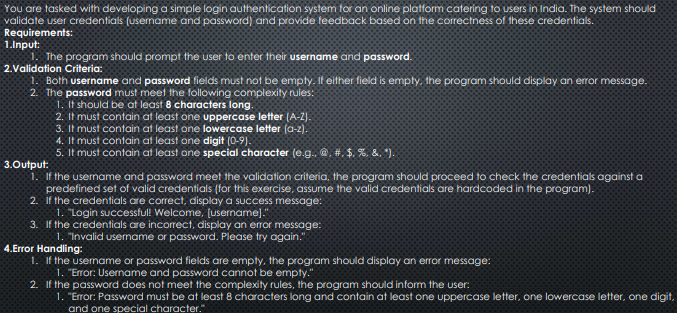 You are tasked with developing a simple login authentication system for an online platform catering to users in India. The system should
validate user credentials (username and password) and provide feedback based on the correctness of these credentials.
Requirements:
1.Input:
1. The program should prompt the user to enter their username and password.
2.Validation Criteria:
1. Both username and password fields must not be empty. If either field is empty, the program should display an error message.
2. The password must meet the following complexity rules:
1. It should be at least 8 characters long.
2. It must contain at least one uppercase letter (A-Z).
3. It must contain at least one lowercase letter (a-z).
4. It must contain at least one digit (0-9).
5. It must contain at least one special character (e.g., @, #, $, %, &, *).
3.Output:
1. If the username and password meet the validation criteria, the program should proceed to check the credentials against a
predefined set of valid credentials (for this exercise, assume the valid credentials are hardcoded in the program).
2. If the credentials are correct, display a success message:
1. "Login successful! Welcome, [username]."
3. If the credentials are incorrect, display an error message:
1. "Invalid username or password. Please try again."
4.Error Handling:
1. If the username or password fields are empty, the program should display an error message:
1. "Error: Username and password cannot be empty."
2. If the password does not meet the complexity rules, the program should inform the user:
1. "Error: Password must be at least 8 characters long and contain at least one uppercase letter, one lowercase letter, one digit,
and one special character."